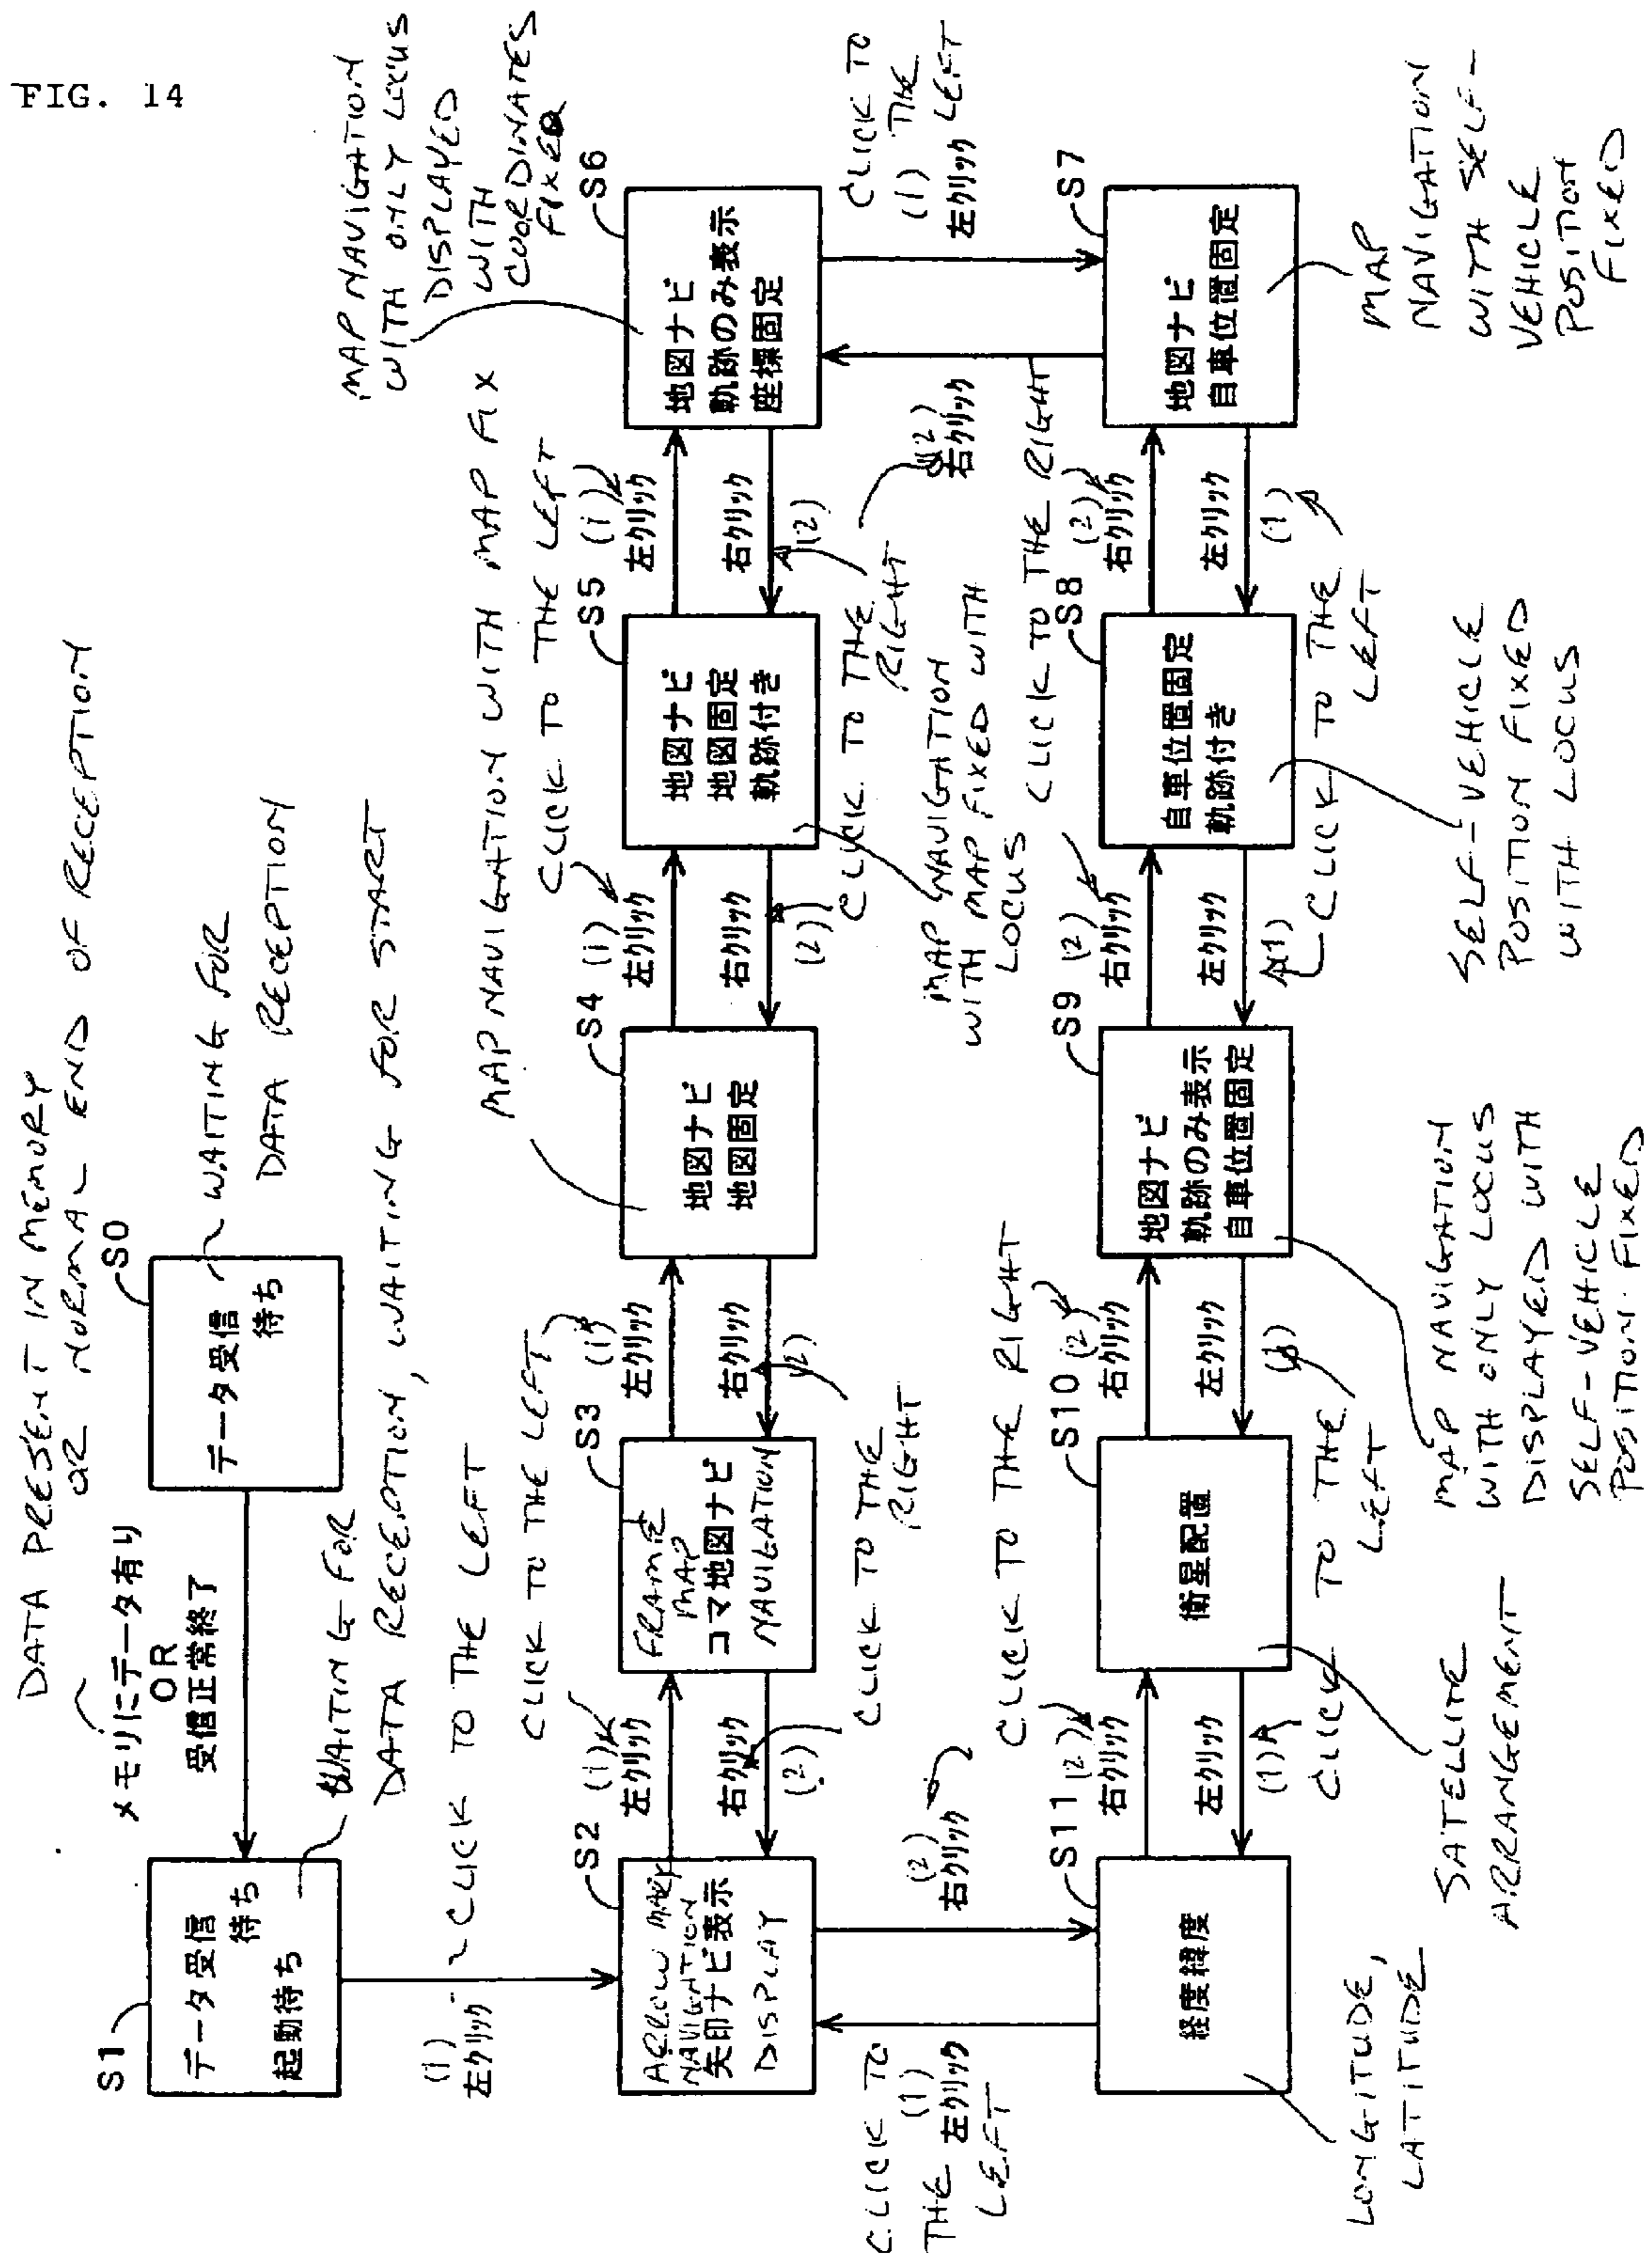 FIG. 14
DATA PRESENT IN MEMORY
OR NORMAL END OF RECEPTION
メモリにデータ有り
OR
受信正常終了
S0
データ受信
待ち
WAITING FOR
DATA RECEPTION
S1
データ受信
待ち
起動待ち
WAITING FOR
DATA RECEPTION, WAITING FOR START
(1)
左クリック
CLICK TO THE LEFT
S2
ARROW MARK
NAVIGATION
矢印ナビ表示
DISPLAY
(1)
左クリック
CLICK TO THE LEFT
右クリック
(2)
CLICK TO THE
RIGHT
S3
FRAME
MAP
コマ地図ナビ
NAVIGATION
(1)
左クリック
CLICK TO THE LEFT
右クリック
(2)
S4
地図ナビ
地図固定
MAP NAVIGATION WITH MAP FIX
(1)
左クリック
CLICK TO THE LEFT
右クリック
(2)
CLICK TO THE
RIGHT
S5
地図ナビ
地図固定
軌跡付き
MAP NAVIGATION
WITH MAP FIXED WITH
LOCUS
(1)
左クリック
右クリック
(2)
S6
地図ナビ
軌跡のみ表示
座標固定
MAP NAVIGATION
WITH ONLY LOCUS
DISPLAYED
WITH
COORDINATES
FIXED
CLICK TO
(1) THE
左クリック LEFT
(2)
右クリック
CLICK TO THE RIGHT
S7
地図ナビ
自車位置固定
MAP
NAVIGATION
WITH SELF-
VEHICLE
POSITION
FIXED
(2)
右クリック
左クリック
(1)
CLICK TO THE
LEFT
S8
自車位置固定
軌跡付き
SELF-VEHICLE
POSITION FIXED
WITH LOCUS
(2)
右クリック
左クリック
(1)
S9
地図ナビ
軌跡のみ表示
自車位置固定
MAP NAVIGATION
WITH ONLY LOCUS
DISPLAYED WITH
SELF-VEHICLE
POSITION FIXED
CLICK TO THE RIGHT
(2)
右クリック
左クリック
(1)
CLICK TO THE
LEFT
S10
衛星配置
SATELLITE
ARRANGEMENT
(2)
右クリック
左クリック
(1)
S11
経度緯度
LONGITUDE,
LATITUDE
(2)
右クリック
CLICK TO
THE (1)
左クリック
LEFT